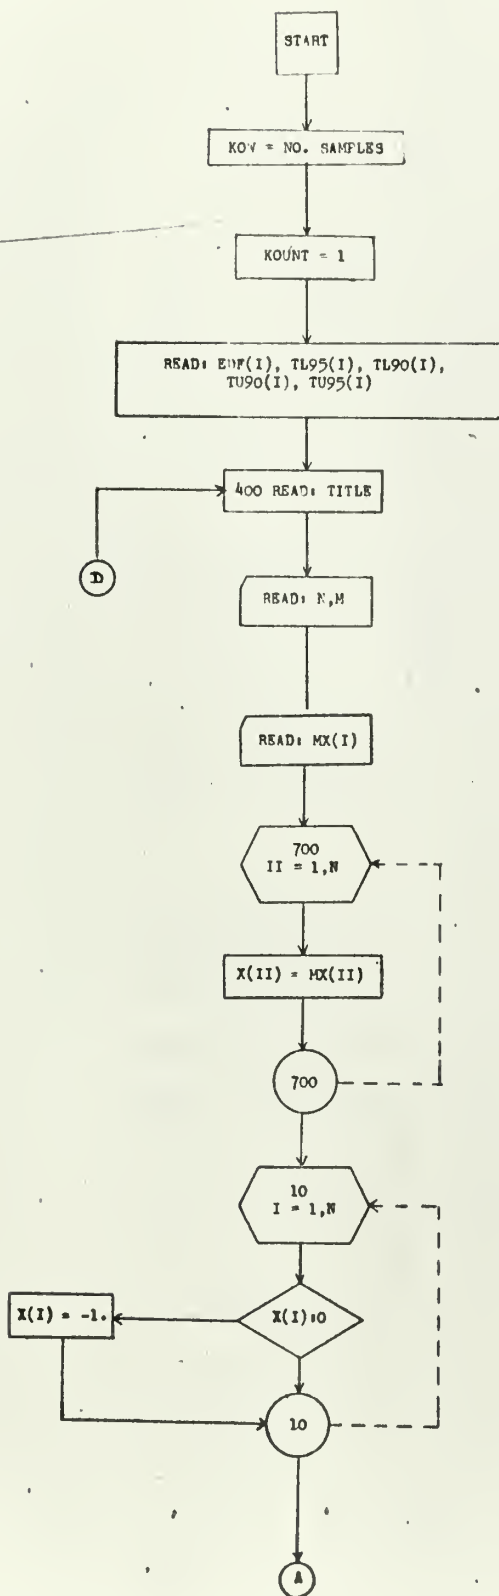 START
KOW = NO. SAMPLES
KOUNT = 1
READ: EDF(I), TL95(I), TL90(I),
TU90(I), TU95(I)
400 READ: TITLE
D
READ: N,M
READ: MX(I)
700
II = 1,N
X(II) = MX(II)
700
10
I = 1,N
X(I) = -1.
X(I):0
10
A